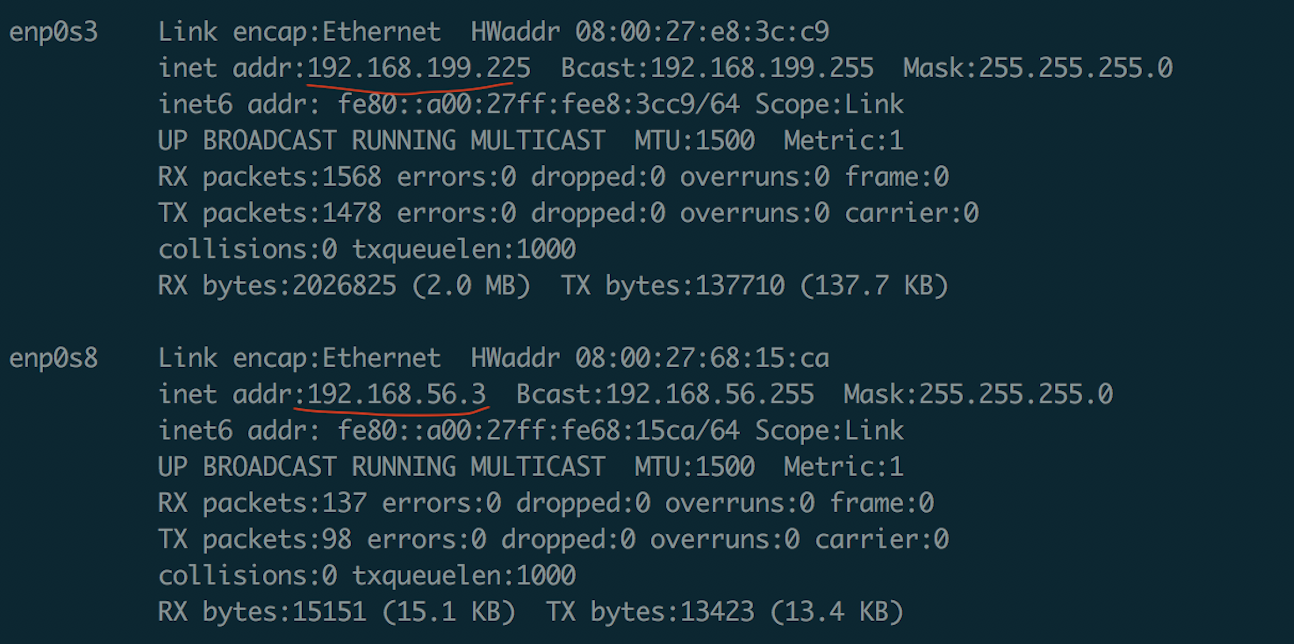 enp0s3 Link encap:Ethernet HWaddr 08:00:27:e8:3c:c9
inet addr:192.168.199.225 Bcast:192.168.199.255 Mask:255.255.255.0
inet6 addr: fe80::a00:27ff:fee8:3cc9/64 Scope:Link
UP BROADCAST RUNNING MULTICAST MTU:1500 Metric:1
RX packets:1568 errors:0 dropped:0 overruns:0 frame:0
TX packets:1478 errors:0 dropped:0 overruns:0 carrier:0
collisions:0 txqueuelen:1000
RX bytes:2026825 (2.0 MB) TX bytes:137710 (137.7 KB)
enp0s8 Link encap:Ethernet HWaddr 08:00:27:68:15:ca
inet addr:192.168.56.3 Bcast:192.168.56.255 Mask:255.255.255.0
inet6 addr: fe80::a00:27ff:fe68:15ca/64 Scope:Link
UP BROADCAST RUNNING MULTICAST MTU:1500 Metric:1
RX packets:137 errors:0 dropped:0 overruns:0 frame:0
TX packets:98 errors:0 dropped:0 overruns:0 carrier:0
collisions:0 txqueuelen:1000
RX bytes:15151 (15.1 KB) TX bytes:13423 (13.4 KB)